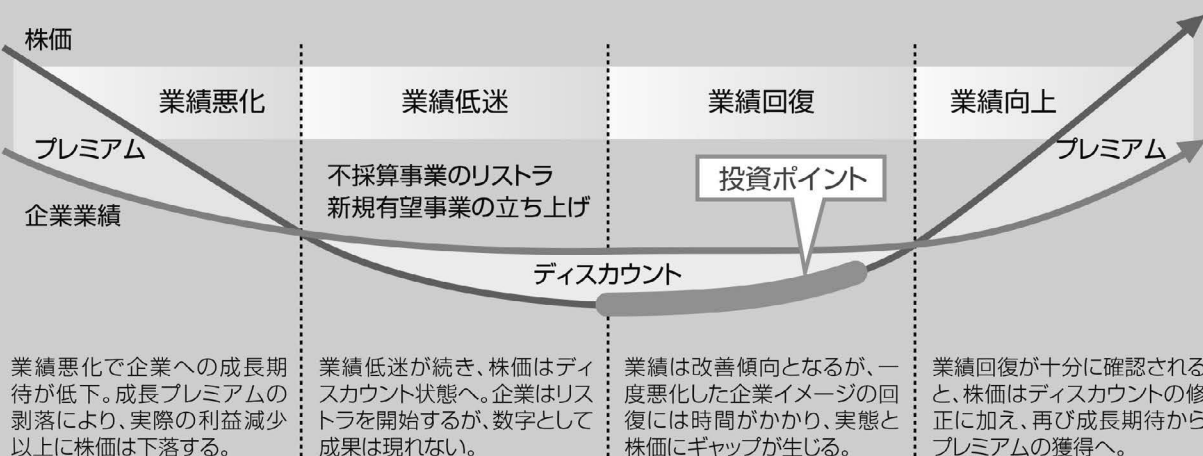 株価
業績悪化
業績低迷
業績回復
業績向上
プレミアム
プレミアム
企業業績
不採算事業のリストラ
新規有望事業の立ち上げ
投資ポイント
ディスカウント
業績悪化で企業への成長期
待が低下。成長プレミアムの
剥落により、実際の利益減少
以上に株価は下落する。
業績低迷が続き、株価はディ
スカウント状態へ。企業はリス
トラを開始するが、数字として
成果は現れない。
業績は改善傾向となるが、一
度悪化した企業イメージの回
復には時間がかかり、実態と
株価にギャップが生じる。
業績回復が十分に確認される
と、株価はディスカウントの修
正に加え、再び成長期待から
プレミアムの獲得へ。